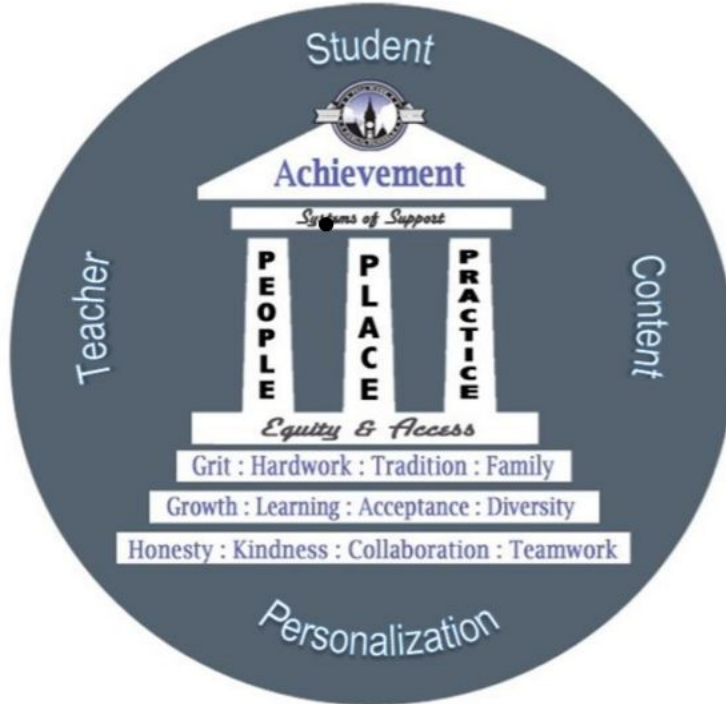 Student
Achievement
Systems of Support
Teacher
PEOPLE
PLACE
PRACTICE
Content
Equity & Access
Grit : Hardwork : Tradition : Family
Growth : Learning : Acceptance : Diversity
Honesty : Kindness : Collaboration : Teamwork
Personalization